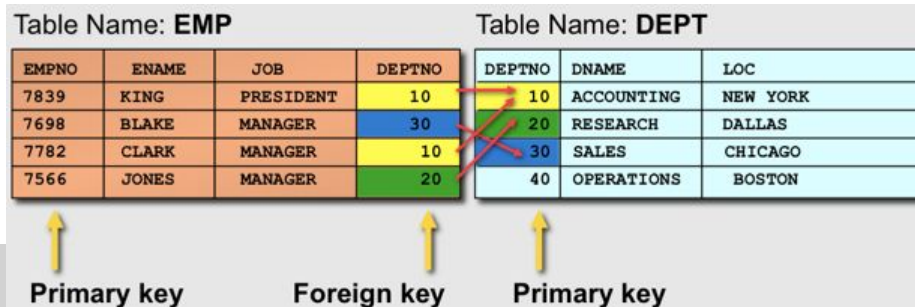 Table Name: EMP
Table Name: DEPT
EMPNO ENAME JOB DEPTNO
7839 KING PRESIDENT 10
7698 BLAKE MANAGER 30
7782 CLARK MANAGER 10
7566 JONES MANAGER 20
DEPTNO DNAME LOC
10 ACCOUNTING NEW YORK
20 RESEARCH DALLAS
30 SALES CHICAGO
40 OPERATIONS BOSTON
Primary key
Foreign key
Primary key